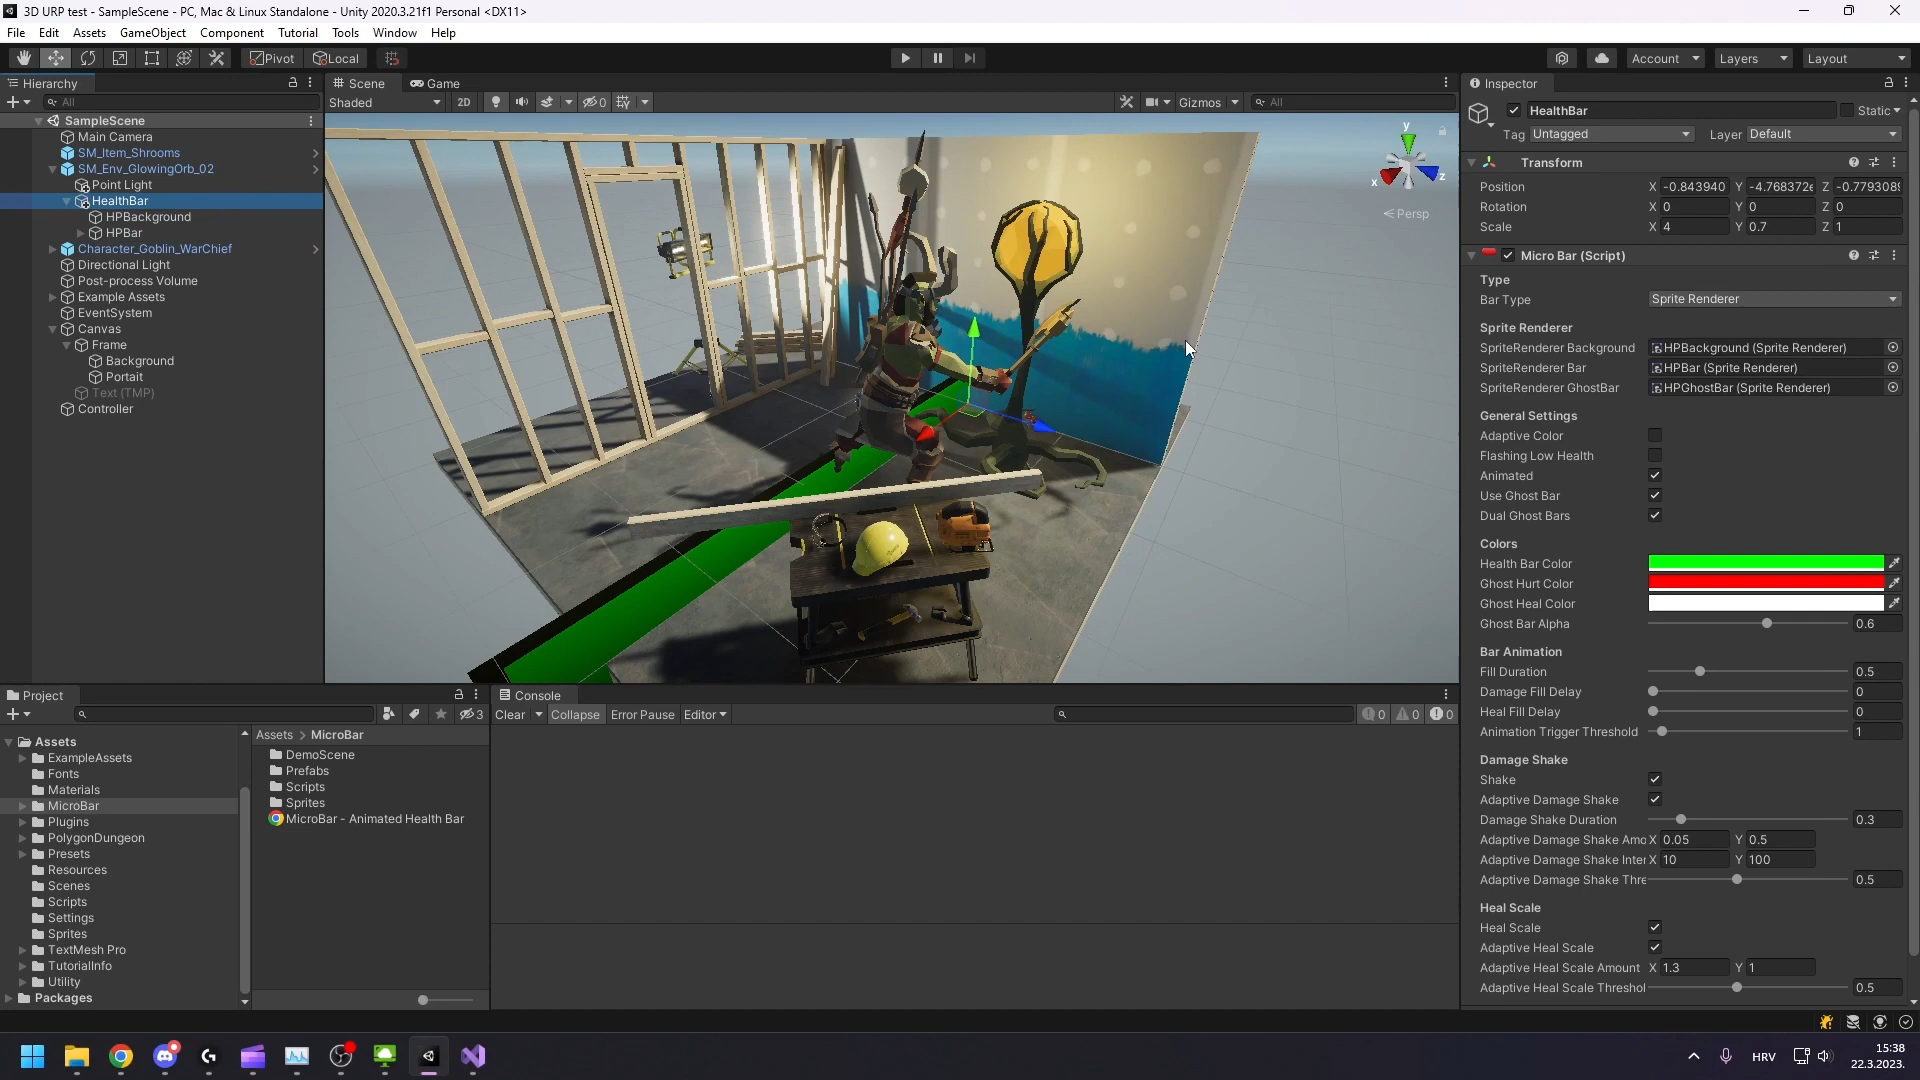 3D URP test - SampleScene - PC, Mac & Linux Standalone - Unity 2020.3.21f1 Personal <DX11>
File Edit Assets GameObject Component Tutorial Tools Window Help
Pivot Local Account Layers Layout
Hierarchy
All
SampleScene
Main Camera
SM_Item_Shrooms
SM_Env_GlowingOrb_02
Point Light
HealthBar
HPBackground
HPBar
Character_Goblin_WarChief
Directional Light
Post-process Volume
Example Assets
EventSystem
Canvas
Frame
Background
Portait
Text (TMP)
Controller
Scene Game
Shaded 2D 0 Gizmos All
y
x z
Persp
Inspector
HealthBar Static
Tag Untagged Layer Default
Transform
Position X -0.843940 Y -4.768372e Z -0.779308
Rotation X 0 Y 0 Z 0
Scale X 4 Y 0.7 Z 1
Micro Bar (Script)
Type
Bar Type Sprite Renderer
Sprite Renderer
SpriteRenderer Background HPBackground (Sprite Renderer)
SpriteRenderer Bar HPBar (Sprite Renderer)
SpriteRenderer GhostBar HPGhostBar (Sprite Renderer)
General Settings
Adaptive Color
Flashing Low Health
Animated
Use Ghost Bar
Dual Ghost Bars
Colors
Health Bar Color
Ghost Hurt Color
Ghost Heal Color
Ghost Bar Alpha 0.6
Bar Animation
Fill Duration 0.5
Damage Fill Delay 0
Heal Fill Delay 0
Animation Trigger Threshold 1
Damage Shake
Shake
Adaptive Damage Shake
Damage Shake Duration 0.3
Adaptive Damage Shake Amo X 0.05 Y 0.5
Adaptive Damage Shake Inter X 10 Y 100
Adaptive Damage Shake Thre 0.5
Heal Scale
Heal Scale
Adaptive Heal Scale
Adaptive Heal Scale Amount X 1.3 Y 1
Adaptive Heal Scale Threshol 0.5
Project
3
Assets
ExampleAssets
Fonts
Materials
MicroBar
Plugins
PolygonDungeon
Presets
Resources
Scenes
Scripts
Settings
Sprites
TextMesh Pro
TutorialInfo
Utility
Packages
Assets > MicroBar
DemoScene
Prefabs
Scripts
Sprites
MicroBar - Animated Health Bar
Console
Clear Collapse Error Pause Editor 0 0 0
HRV
15:38
22.3.2023.